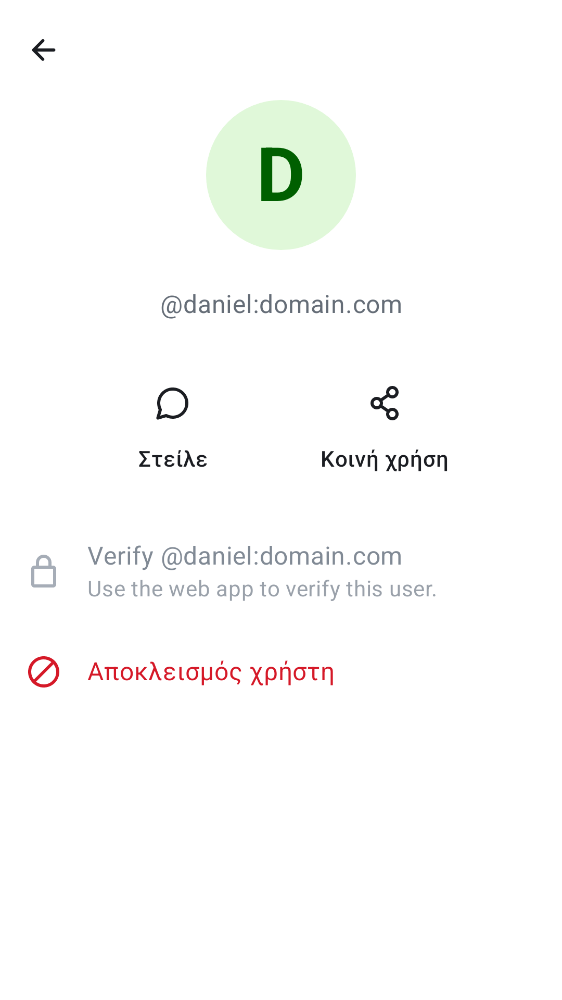 D
@daniel:domain.com
Στείλε
Κοινή χρήση
Verify @daniel:domain.com
Use the web app to verify this user.
Αποκλεισμός χρήστη